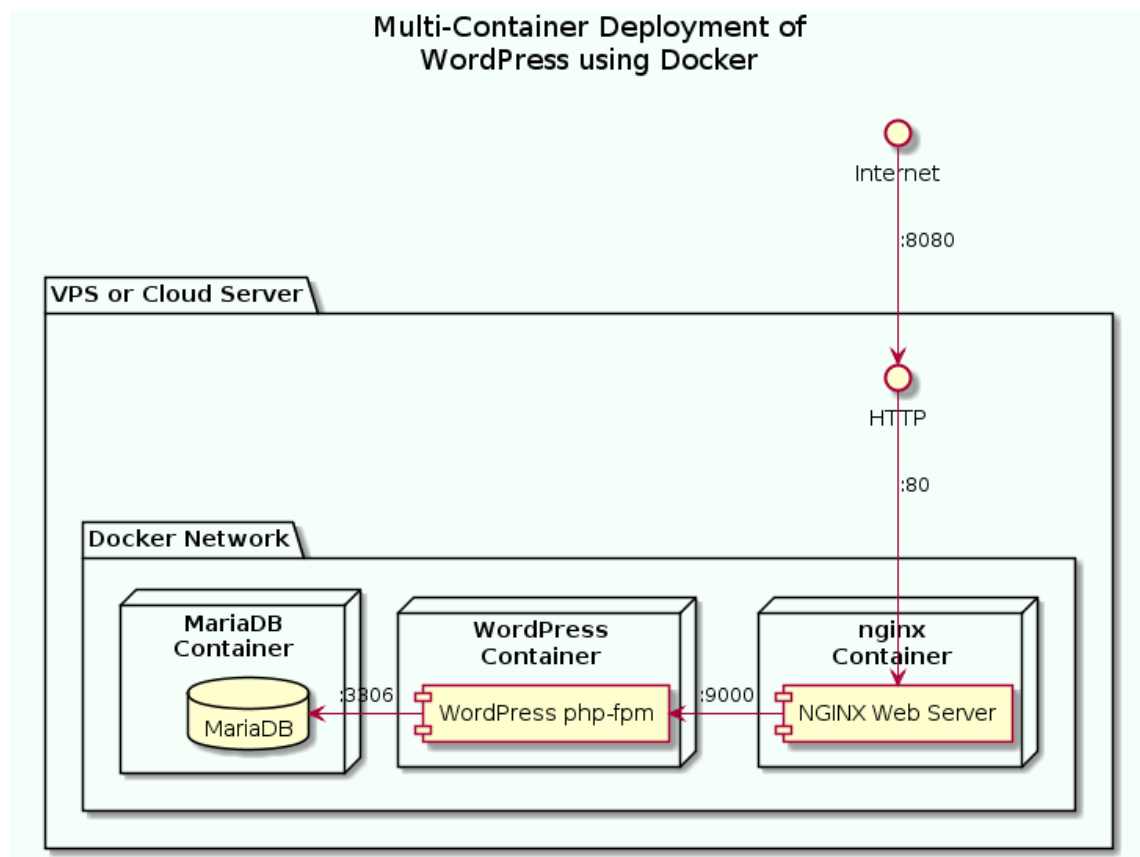 Multi-Container Deployment of
WordPress using Docker
Internet
:8080
VPS or Cloud Server
HTTP
:80
Docker Network
MariaDB
Container
WordPress
Container
nginx
Container
:3306
:9000
MariaDB
WordPress php-fpm
NGINX Web Server